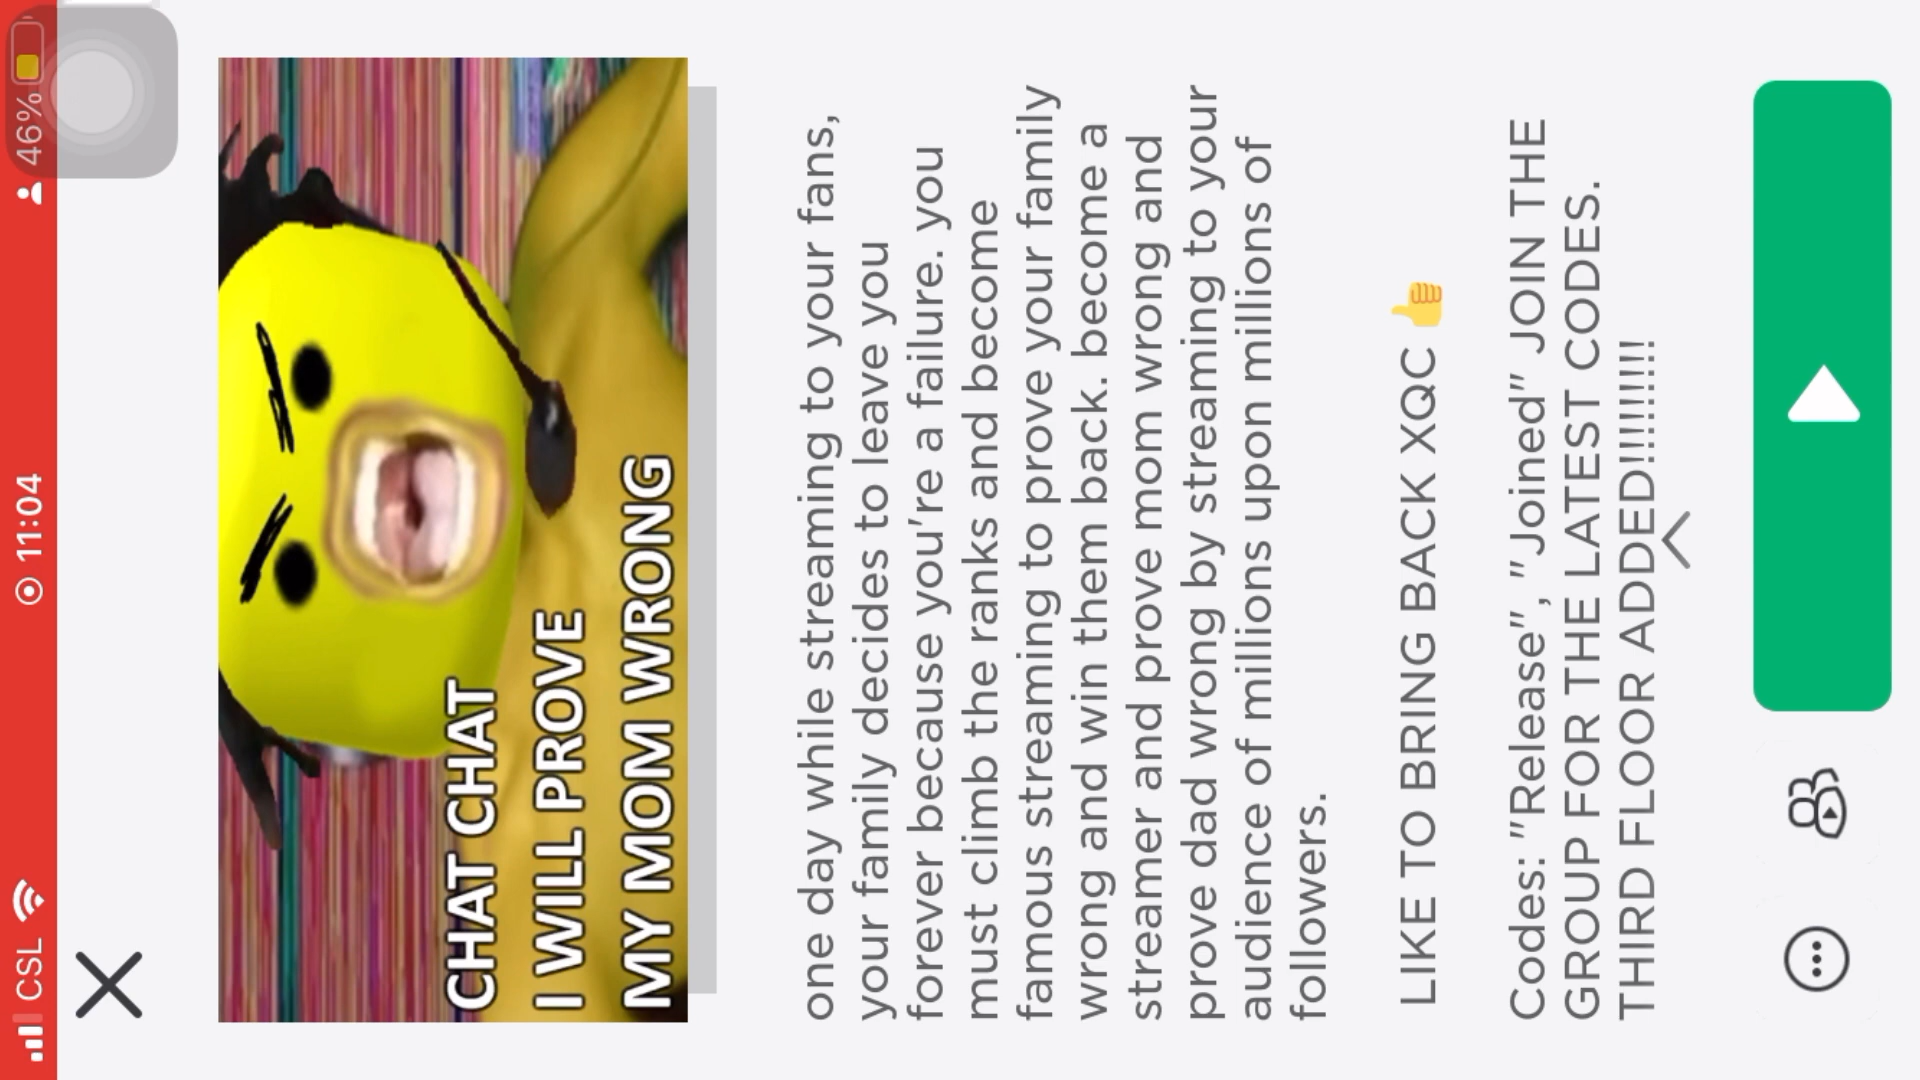 CSL
11:04
46%
CHAT CHAT
I WILL PROVE
MY MOM WRONG
one day while streaming to your fans,
your family decides to leave you
forever because you're a failure. you
must climb the ranks and become
famous streaming to prove your family
wrong and win them back. become a
streamer and prove mom wrong and
prove dad wrong by streaming to your
audience of millions upon millions of
followers.
LIKE TO BRING BACK XQC 👍
Codes: "Release", "Joined" JOIN THE
GROUP FOR THE LATEST CODES.
THIRD FLOOR ADDED!!!!!!!!!!